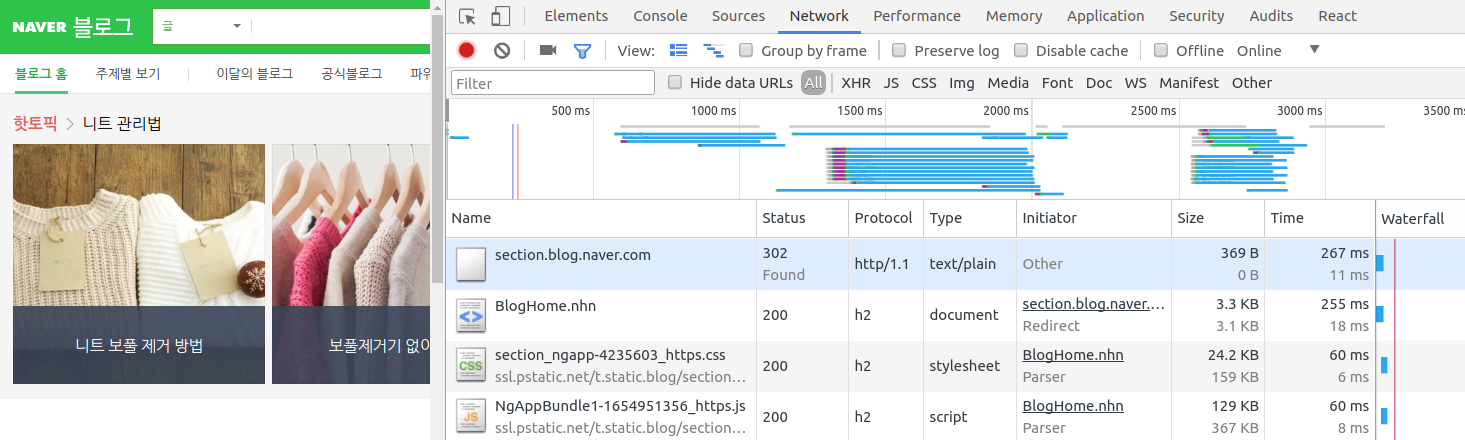 NAVER 블로그
글
블로그 홈 주제별 보기 이달의 블로그 공식블로그 파워
핫토픽 > 니트 관리법
니트 보풀 제거 방법
보풀제거기 없이
Elements Console Sources Network Performance Memory Application Security Audits React
View: Group by frame Preserve log Disable cache Offline Online
Filter Hide data URLs All XHR JS CSS Img Media Font Doc WS Manifest Other
500 ms 1000 ms 1500 ms 2000 ms 2500 ms 3000 ms 3500 ms
Name Status Protocol Type Initiator Size Time Waterfall
section.blog.naver.com 302 http/1.1 text/plain Other 369 B 267 ms
Found 0 B 11 ms
BlogHome.nhn 200 h2 document section.blog.naver.… 3.3 KB 255 ms
Redirect 3.1 KB 18 ms
section_ngapp-4235603_https.css 200 h2 stylesheet BlogHome.nhn 24.2 KB 60 ms
ssl.pstatic.net/t.static.blog/section… Parser 159 KB 6 ms
NgAppBundle1-1654951356_https.js 200 h2 script BlogHome.nhn 129 KB 60 ms
ssl.pstatic.net/t.static.blog/section… Parser 367 KB 8 ms